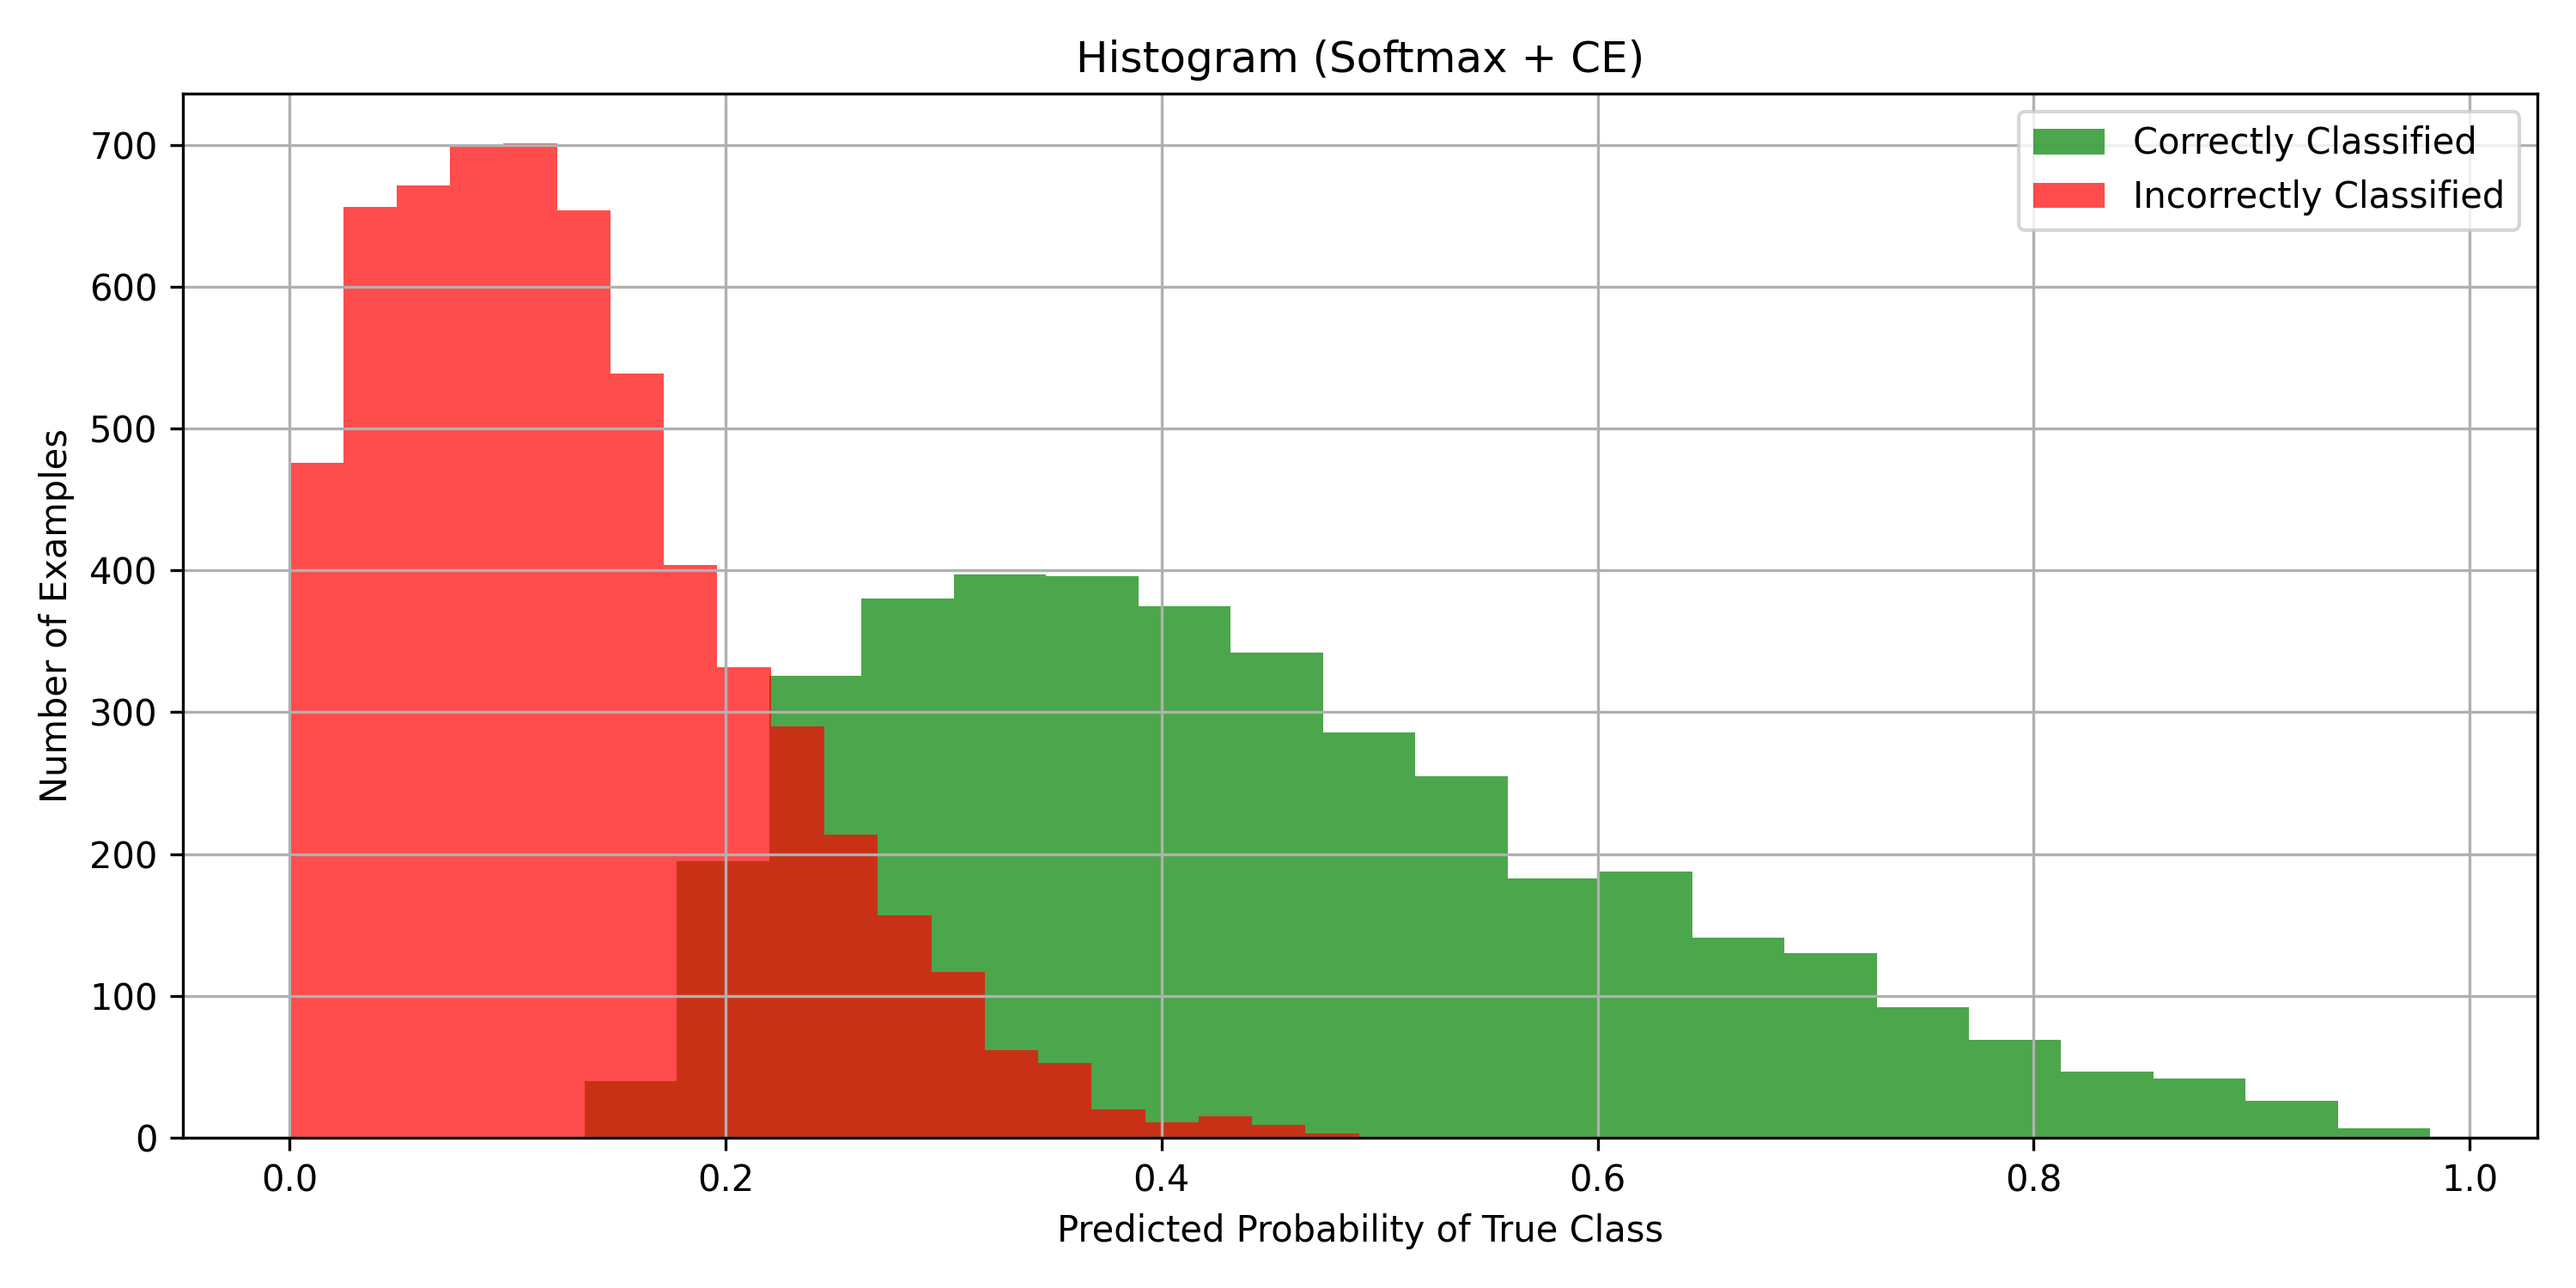 Histogram (Softmax + CE)
Correctly Classified
Incorrectly Classified
Number of Examples
700
600
500
400
300
200
100
0
0.0 0.2 0.4 0.6 0.8 1.0
Predicted Probability of True Class